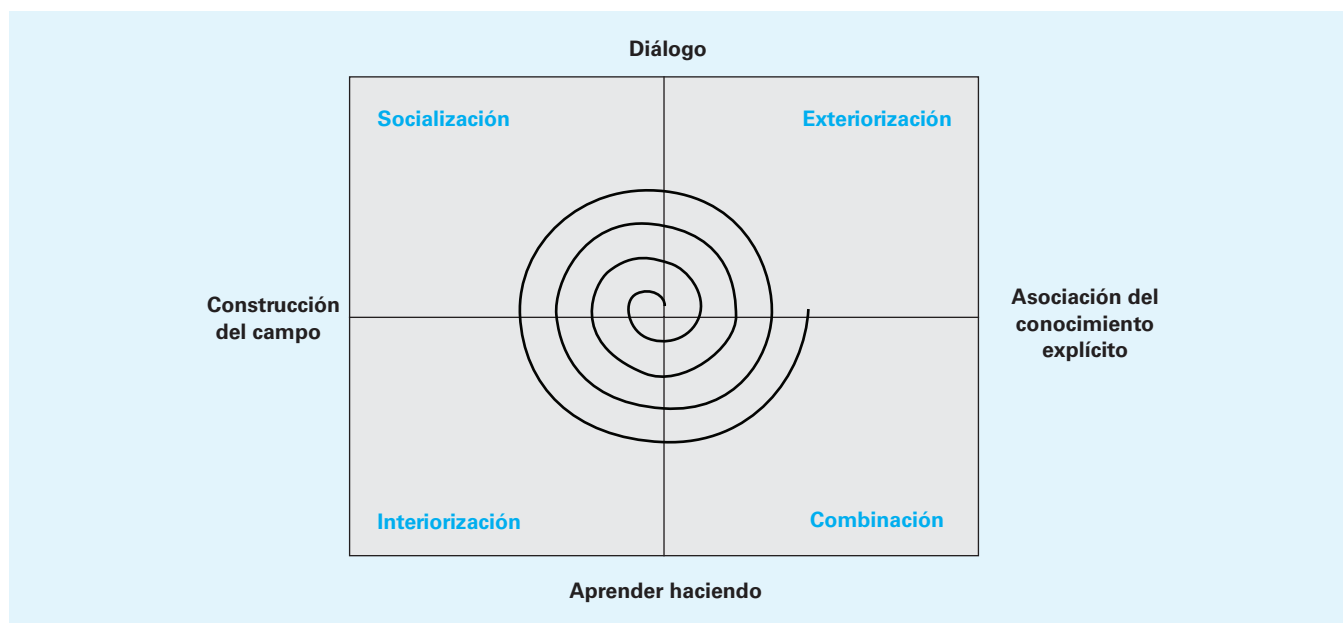 Diálogo
Socialización
Exteriorización
Construcción
del campo
Asociación del
conocimiento
explícito
Interiorización
Combinación
Aprender haciendo